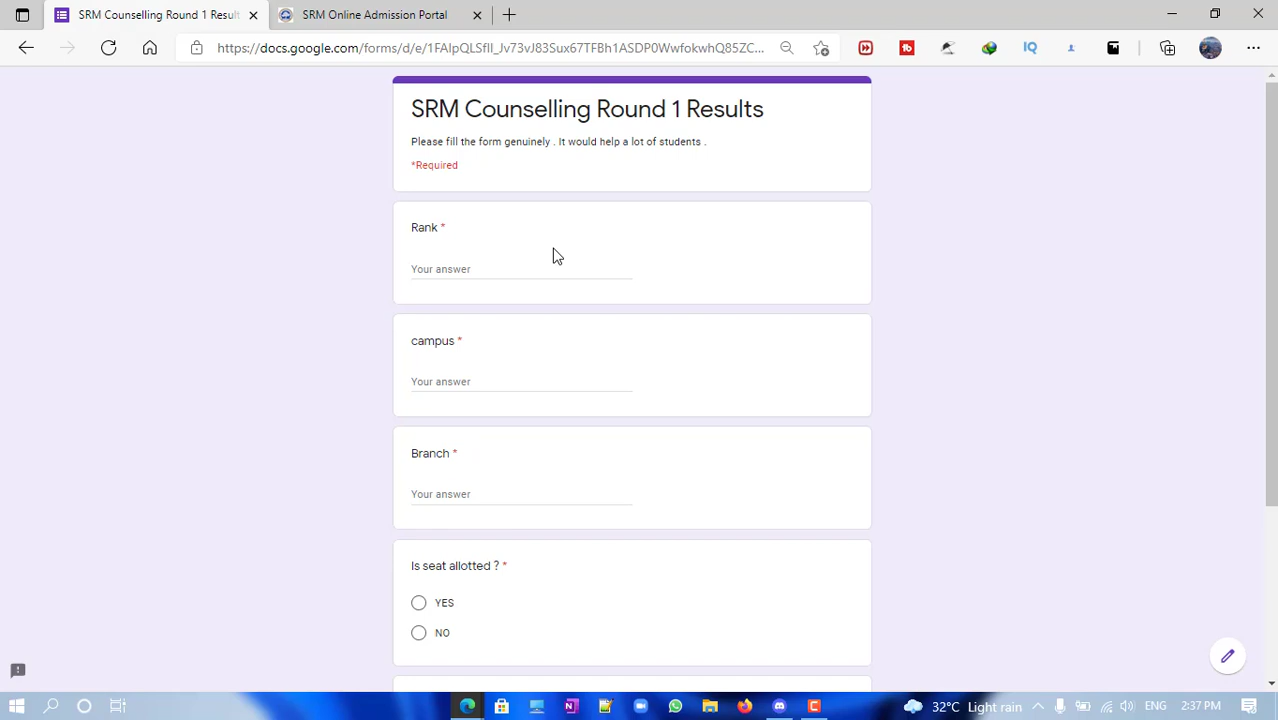 SRM Counselling Round 1 Result
SRM Online Admission Portal
https://docs.google.com/forms/d/e/1FAIpQLSfIl_Jv73vJ83Sux67TFBh1ASDP0WwfokwhQ85ZC...
IQ
SRM Counselling Round 1 Results
Please fill the form genuinely . It would help a lot of students .
*Required
Rank *
Your answer
campus *
Your answer
Branch *
Your answer
Is seat allotted ? *
YES
NO
32°C Light rain
ENG
2:37 PM